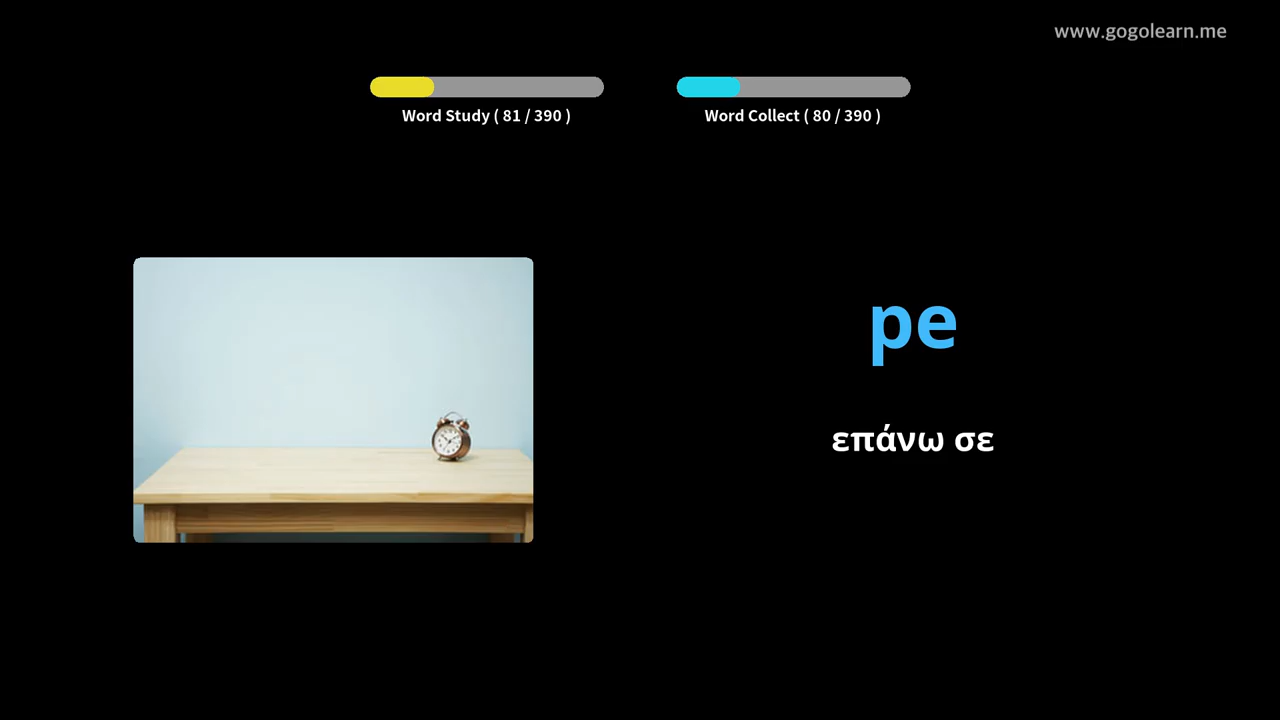 www.gogolearn.me
Word Study ( 81 / 390 )
Word Collect ( 80 / 390 )
pe
επάνω σε